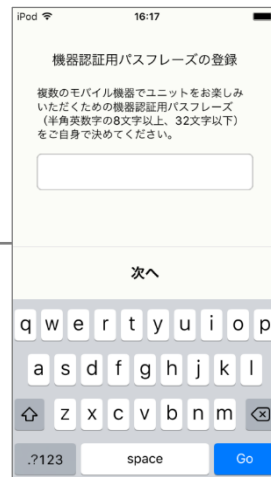 iPod 16:17
機器認証用パスフレーズの登録
複数のモバイル機器でユニットをお楽しみ
いただくための機器認証用パスフレーズ
（半角英数字の8文字以上、32文字以下）
をご自身で決めてください。
次へ
q w e r t y u i o p
a s d f g h j k l
z x c v b n m
.?123 space Go